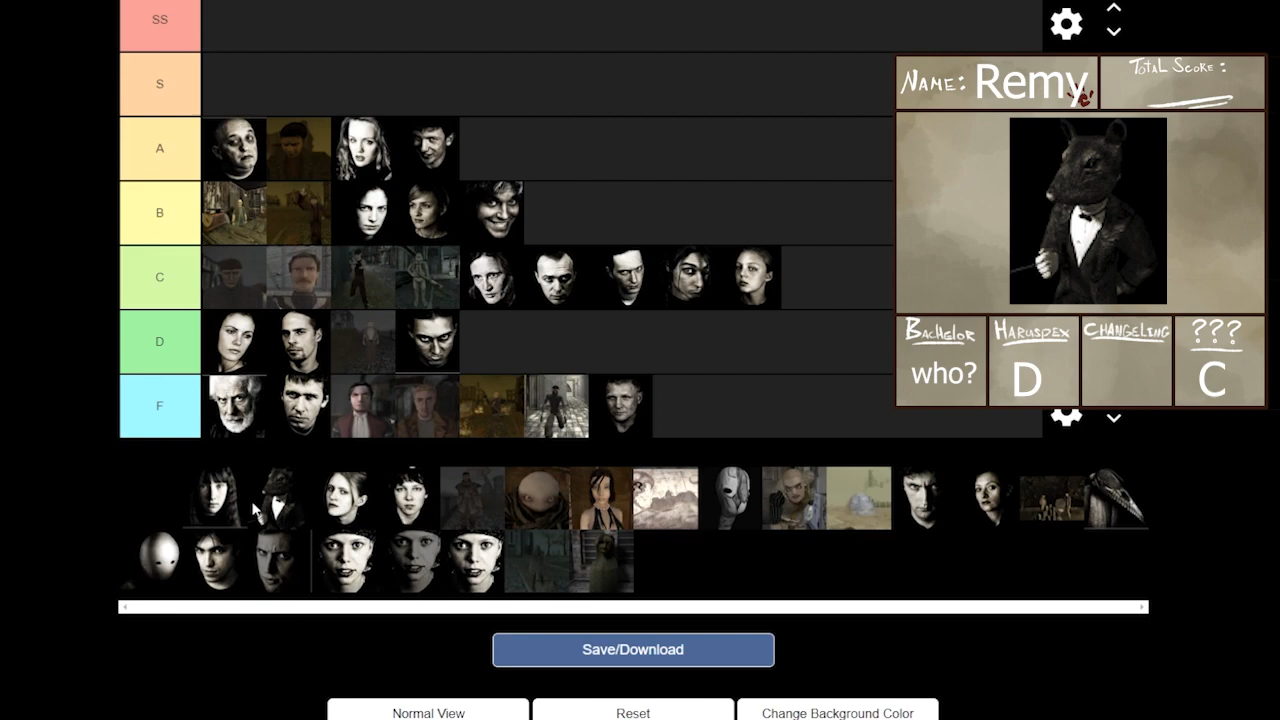 SS
S
A
B
C
D
F
NAME: Remy
TOTAL SCORE:
BACHELOR
HARUSPEX
CHANGELING
???
who?
D
C
Save/Download
Normal View
Reset
Change Background Color